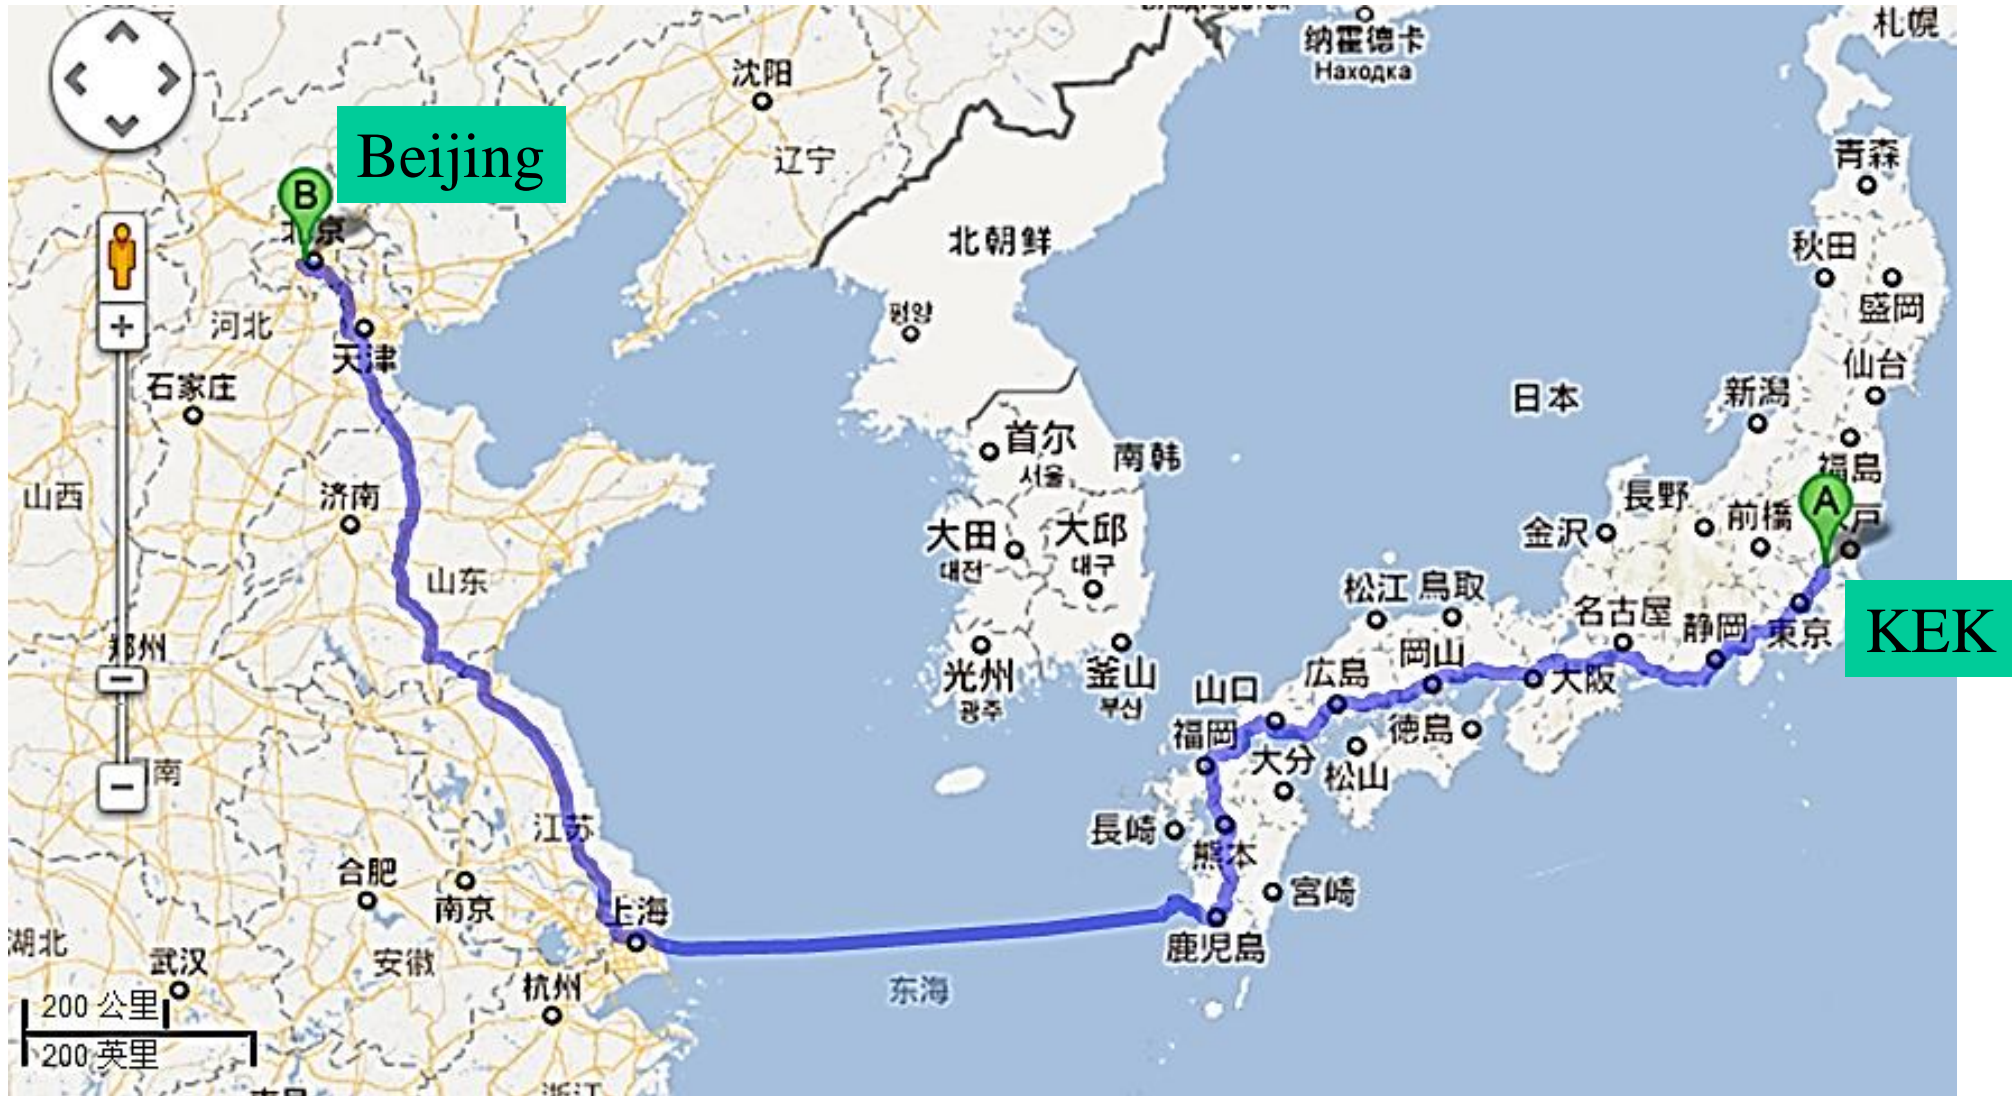 札幌
纳霍德卡
Находка
沈阳
Beijing
辽宁
青森
B
北京
北朝鲜
秋田
盛岡
河北
평양
天津
仙台
石家庄
新潟
日本
首尔
서울
南韩
福島
山西
济南
長野
A
前橋
金沢
大田
대전
大邱
대구
山东
松江
鳥取
名古屋
静岡
東京
KEK
郑州
光州
광주
釜山
부산
山口
広島
岡山
大阪
福岡
大分
徳島
松山
南
江苏
長崎
熊本
合肥
南京
上海
宮崎
鹿児島
湖北
武汉
安徽
杭州
东海
200 公里
200 英里
浙江